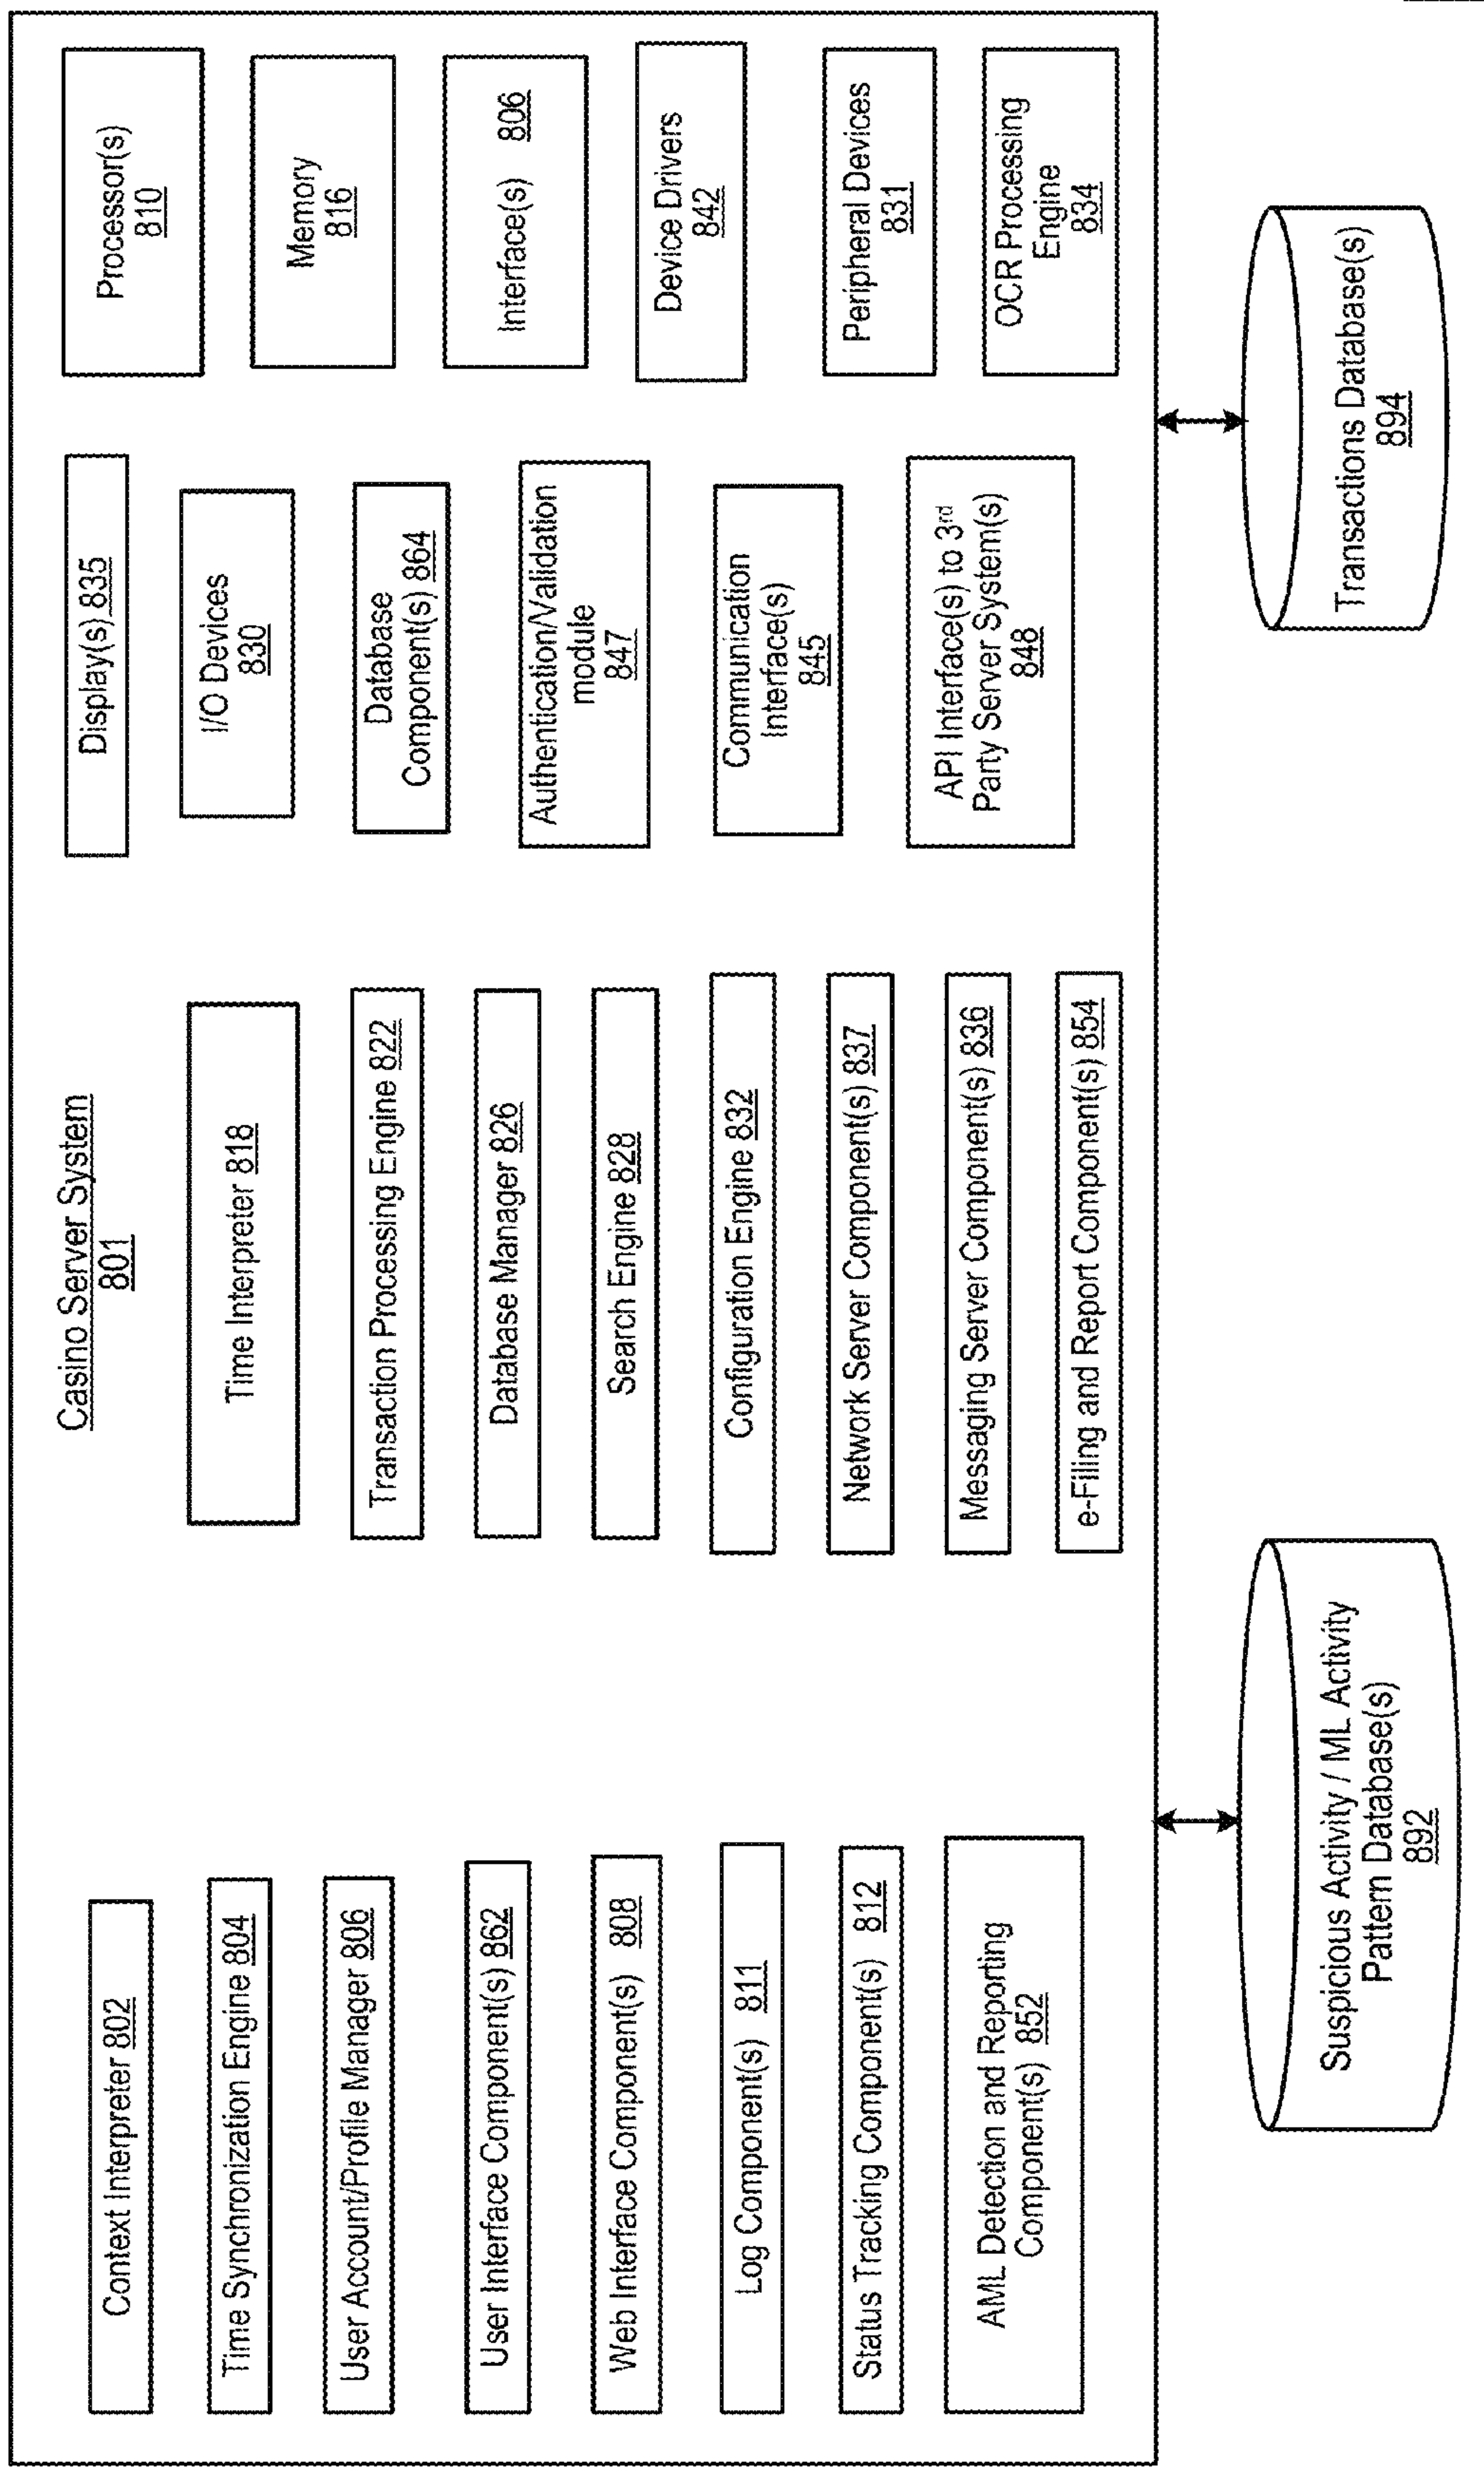 Casino Server System
801
Context Interpreter 802
Time Synchronization Engine 804
User Account/Profile Manager 806
User Interface Component(s) 862
Web Interface Component(s) 808
Log Component(s) 811
Status Tracking Component(s) 812
AML Detection and Reporting
Component(s) 852
Time Interpreter 818
Transaction Processing Engine 822
Database Manager 826
Search Engine 828
Configuration Engine 832
Network Server Component(s) 837
Messaging Server Component(s) 836
e-Filing and Report Component(s) 854
Display(s) 835
I/O Devices
830
Database
Component(s) 864
Authentication/Validation
module
847
Communication
Interface(s)
845
API Interface(s) to 3rd
Party Server System(s)
848
Processor(s)
810
Memory
816
Interface(s) 806
Device Drivers
842
Peripheral Devices
831
OCR Processing
Engine
834
Suspicious Activity / ML Activity
Pattern Database(s)
892
Transactions Database(s)
894